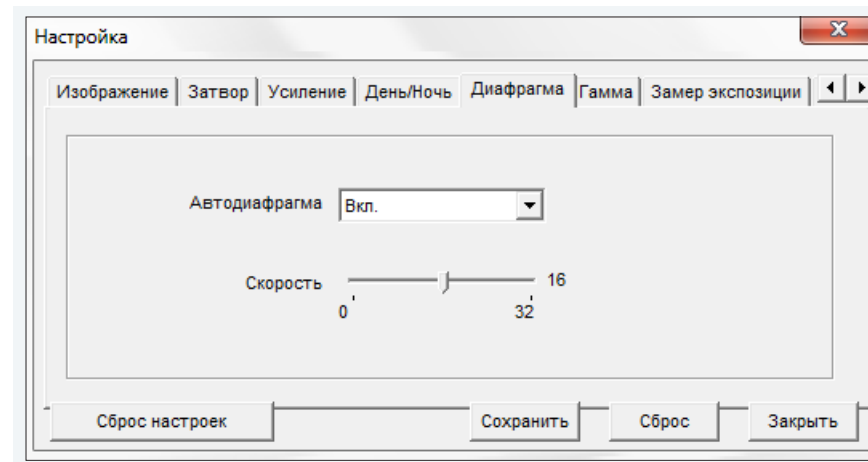 Настройка
Изображение Затвор Усиление День/Ночь Диафрагма Гамма Замер экспозиции
Автодиафрагма Вкл.
Скорость 16
0 32
Сброс настроек Сохранить Сброс Закрыть